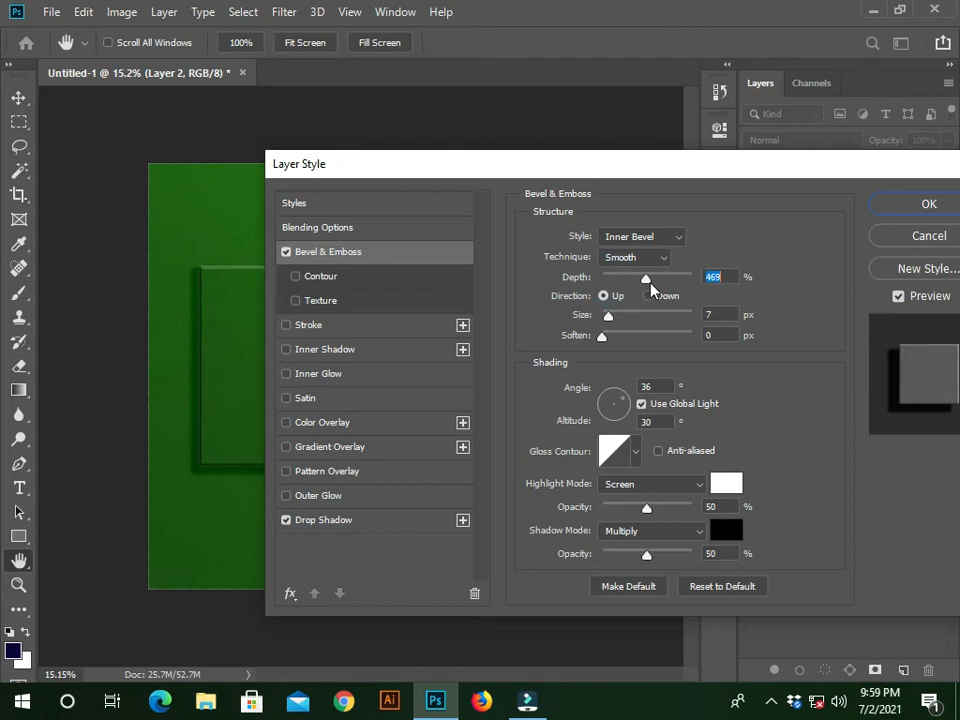 Ps File Edit Image Layer Type Select Filter 3D View Window Help
Scroll All Windows 100% Fit Screen Fill Screen
Untitled-1 @ 15.2% (Layer 2, RGB/8) * ×
Layers Channels
Kind
Normal Opacity: 100%
Layer Style
Styles
Blending Options
Bevel & Emboss
Contour
Texture
Stroke
Inner Shadow
Inner Glow
Satin
Color Overlay
Gradient Overlay
Pattern Overlay
Outer Glow
Drop Shadow
fx
Bevel & Emboss
Structure
Style: Inner Bevel
Technique: Smooth
Depth: 469 %
Direction: Up Down
Size: 7 px
Soften: 0 px
Shading
Angle: 36 °
Use Global Light
Altitude: 30 °
Gloss Contour: Anti-aliased
Highlight Mode: Screen
Opacity: 50 %
Shadow Mode: Multiply
Opacity: 50 %
Make Default Reset to Default
OK
Cancel
New Style...
Preview
15.15% Doc: 25.7M/52.7M
Ai Ps
9:59 PM
7/2/2021
1